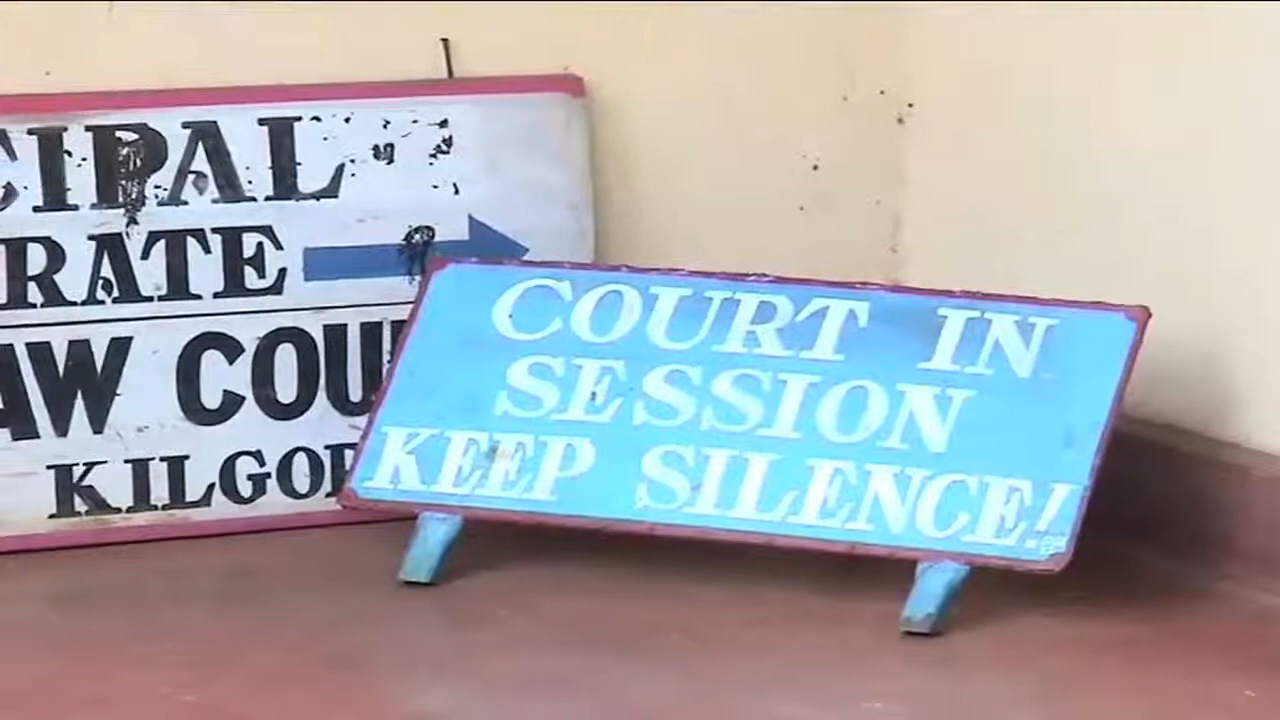 CIPAL
RATE
AW COU
KILGOR
COURT IN
SESSION
KEEP SILENCE!